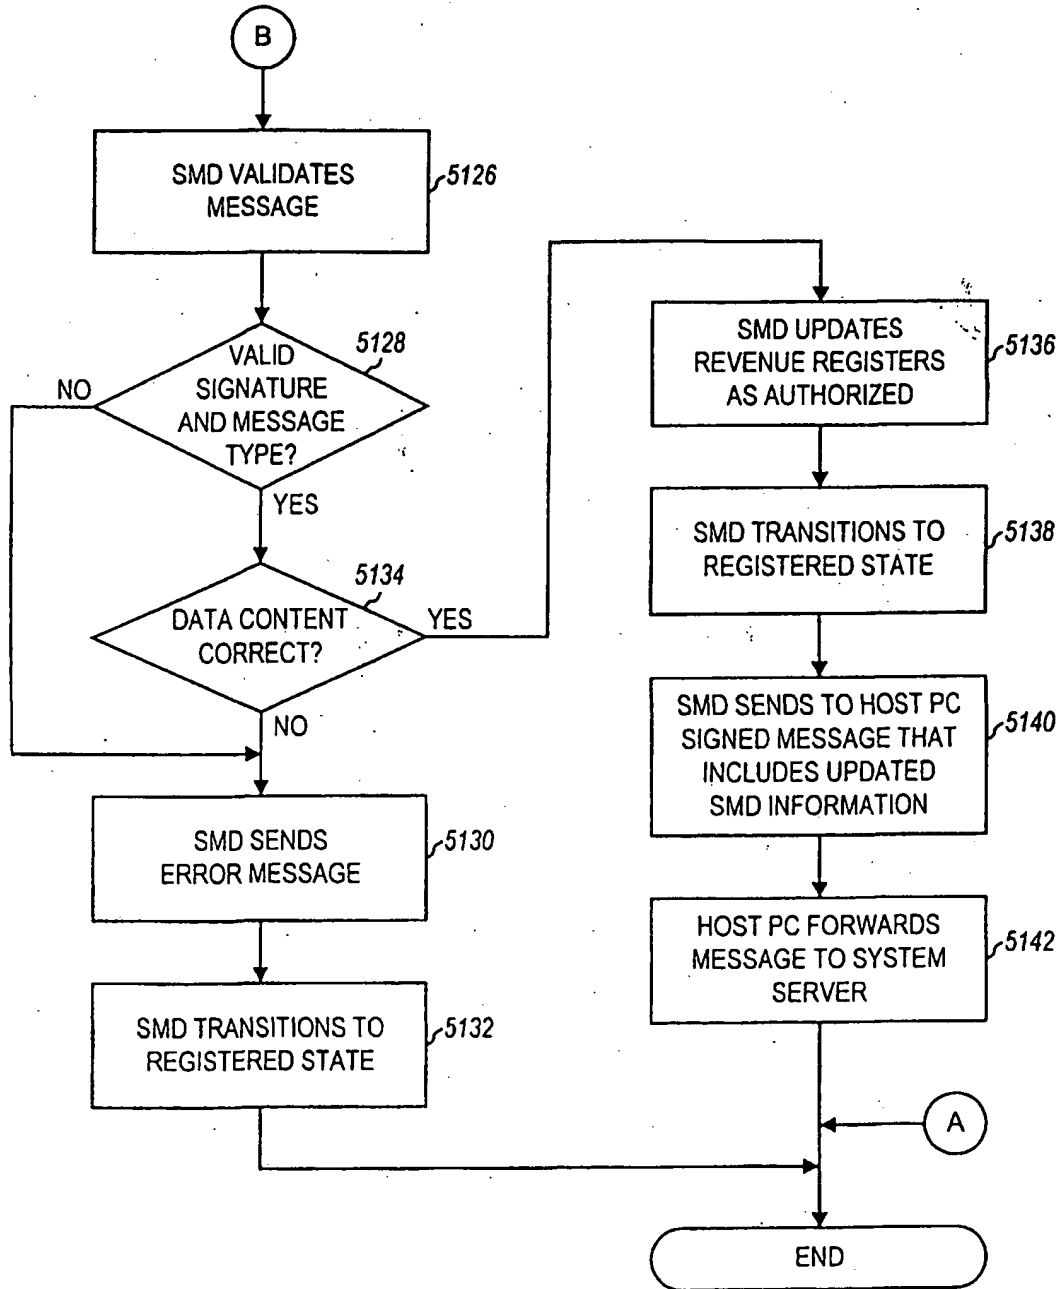 B
SMD VALIDATES
MESSAGE
5126
VALID
SIGNATURE
AND MESSAGE
TYPE?
5128
NO
YES
DATA CONTENT
CORRECT?
5134
YES
NO
SMD SENDS
ERROR MESSAGE
5130
SMD TRANSITIONS TO
REGISTERED STATE
5132
SMD UPDATES
REVENUE REGISTERS
AS AUTHORIZED
5136
SMD TRANSITIONS TO
REGISTERED STATE
5138
SMD SENDS TO HOST PC
SIGNED MESSAGE THAT
INCLUDES UPDATED
SMD INFORMATION
5140
HOST PC FORWARDS
MESSAGE TO SYSTEM
SERVER
5142
A
END